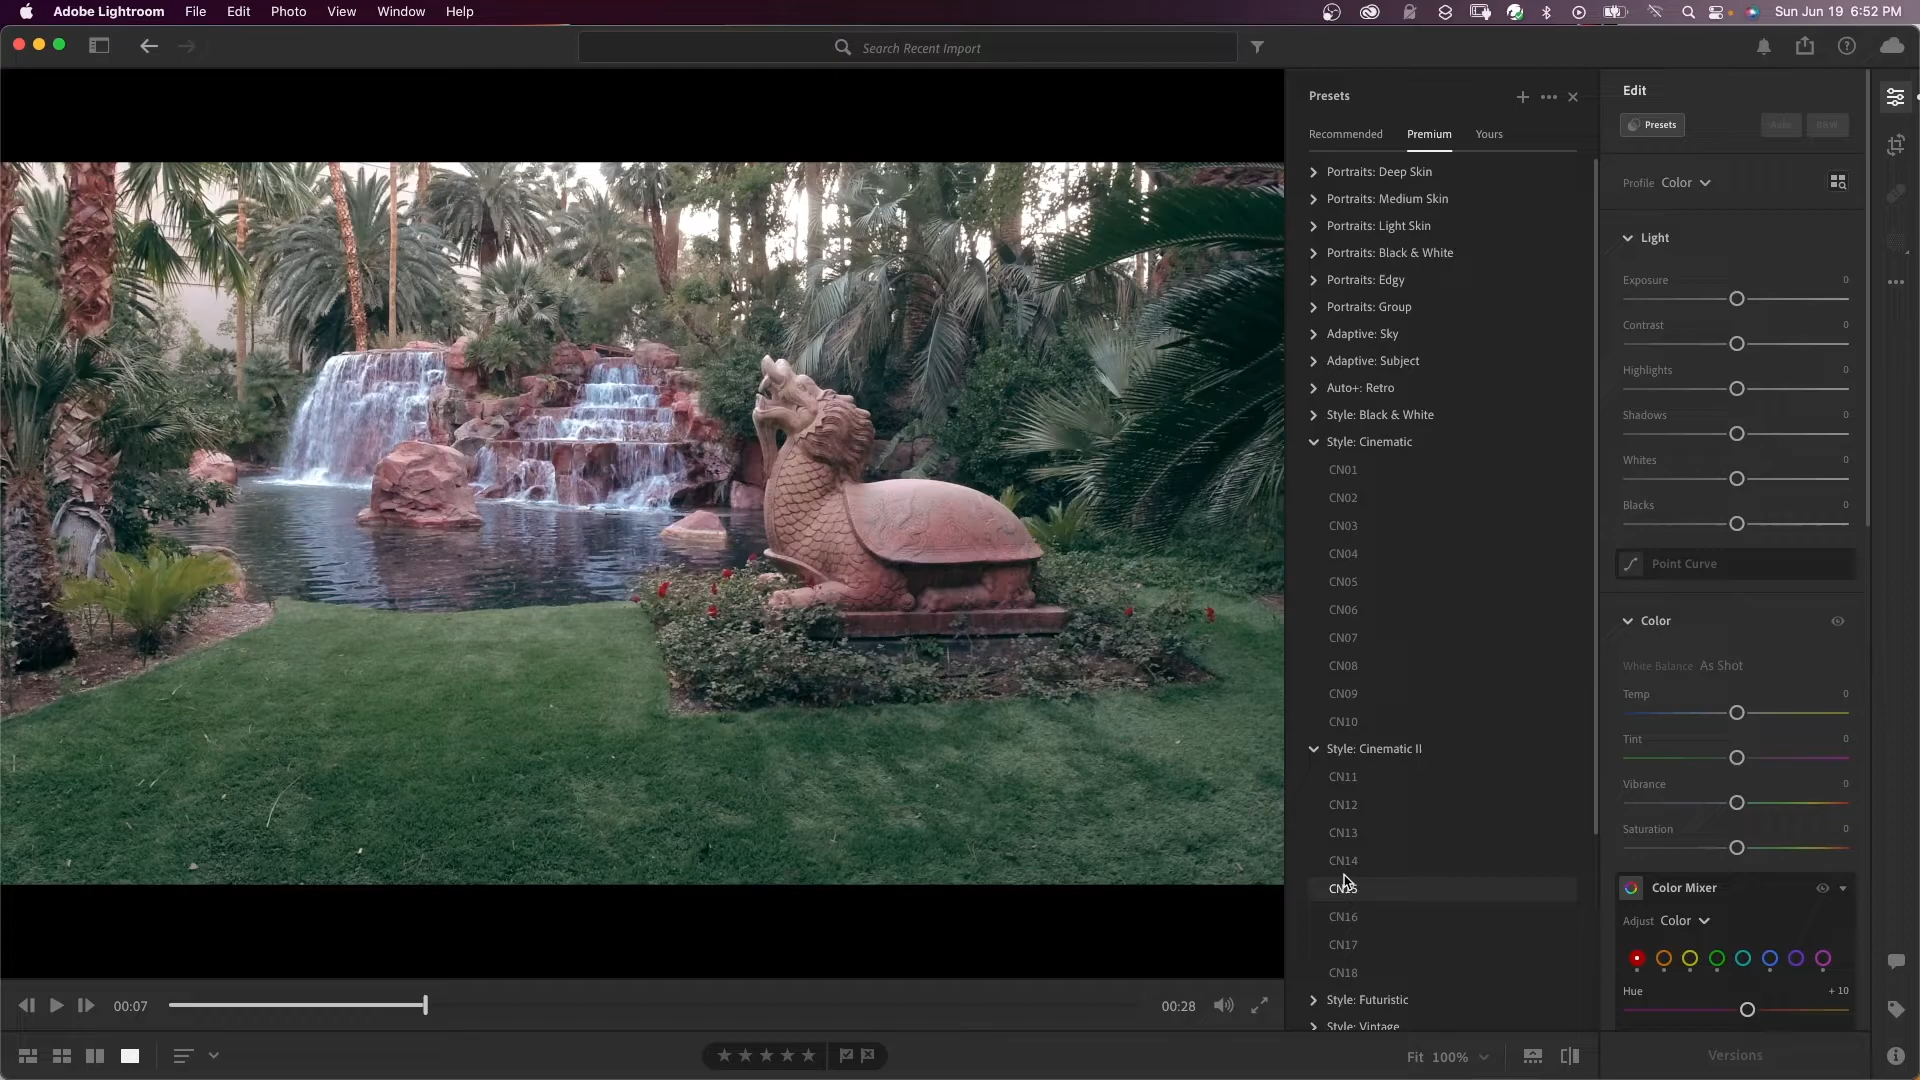 Adobe Lightroom File Edit Photo View Window Help Sun Jun 19 6:52 PM
Search Recent Import
Presets
Recommended Premium Yours
Portraits: Deep Skin
Portraits: Medium Skin
Portraits: Light Skin
Portraits: Black & White
Portraits: Edgy
Portraits: Group
Adaptive: Sky
Adaptive: Subject
Auto+: Retro
Style: Black & White
Style: Cinematic
CN01
CN02
CN03
CN04
CN05
CN06
CN07
CN08
CN09
CN10
Style: Cinematic II
CN11
CN12
CN13
CN14
CN15
CN16
CN17
CN18
Style: Futuristic
Style: Vintage
Edit
Presets Auto B&W
Profile Color
Light
Exposure 0
Contrast 0
Highlights 0
Shadows 0
Whites 0
Blacks 0
Point Curve
Color
White Balance As Shot
Temp 0
Tint 0
Vibrance 0
Saturation 0
Color Mixer
Adjust Color
Hue + 10
00:07 00:28
Fit 100%
Versions